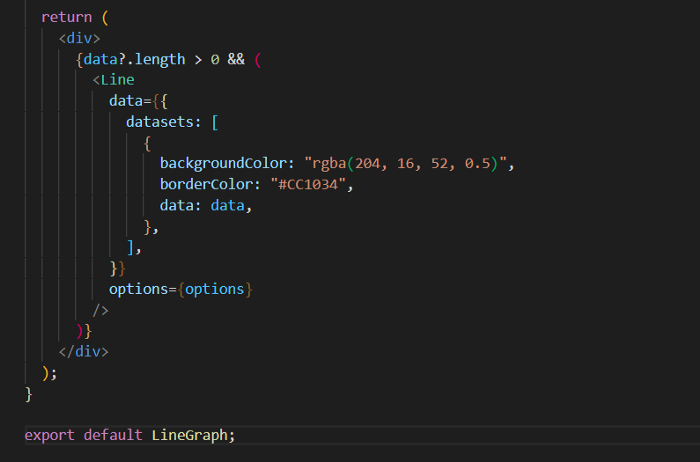 return (
<div>
{data?.length > 0 && (
<Line
data={{
datasets: [
{
backgroundColor: "rgba(204, 16, 52, 0.5)",
borderColor: "#CC1034",
data: data,
},
],
}}
options={options}
/>
)}
</div>
);
}
export default LineGraph;